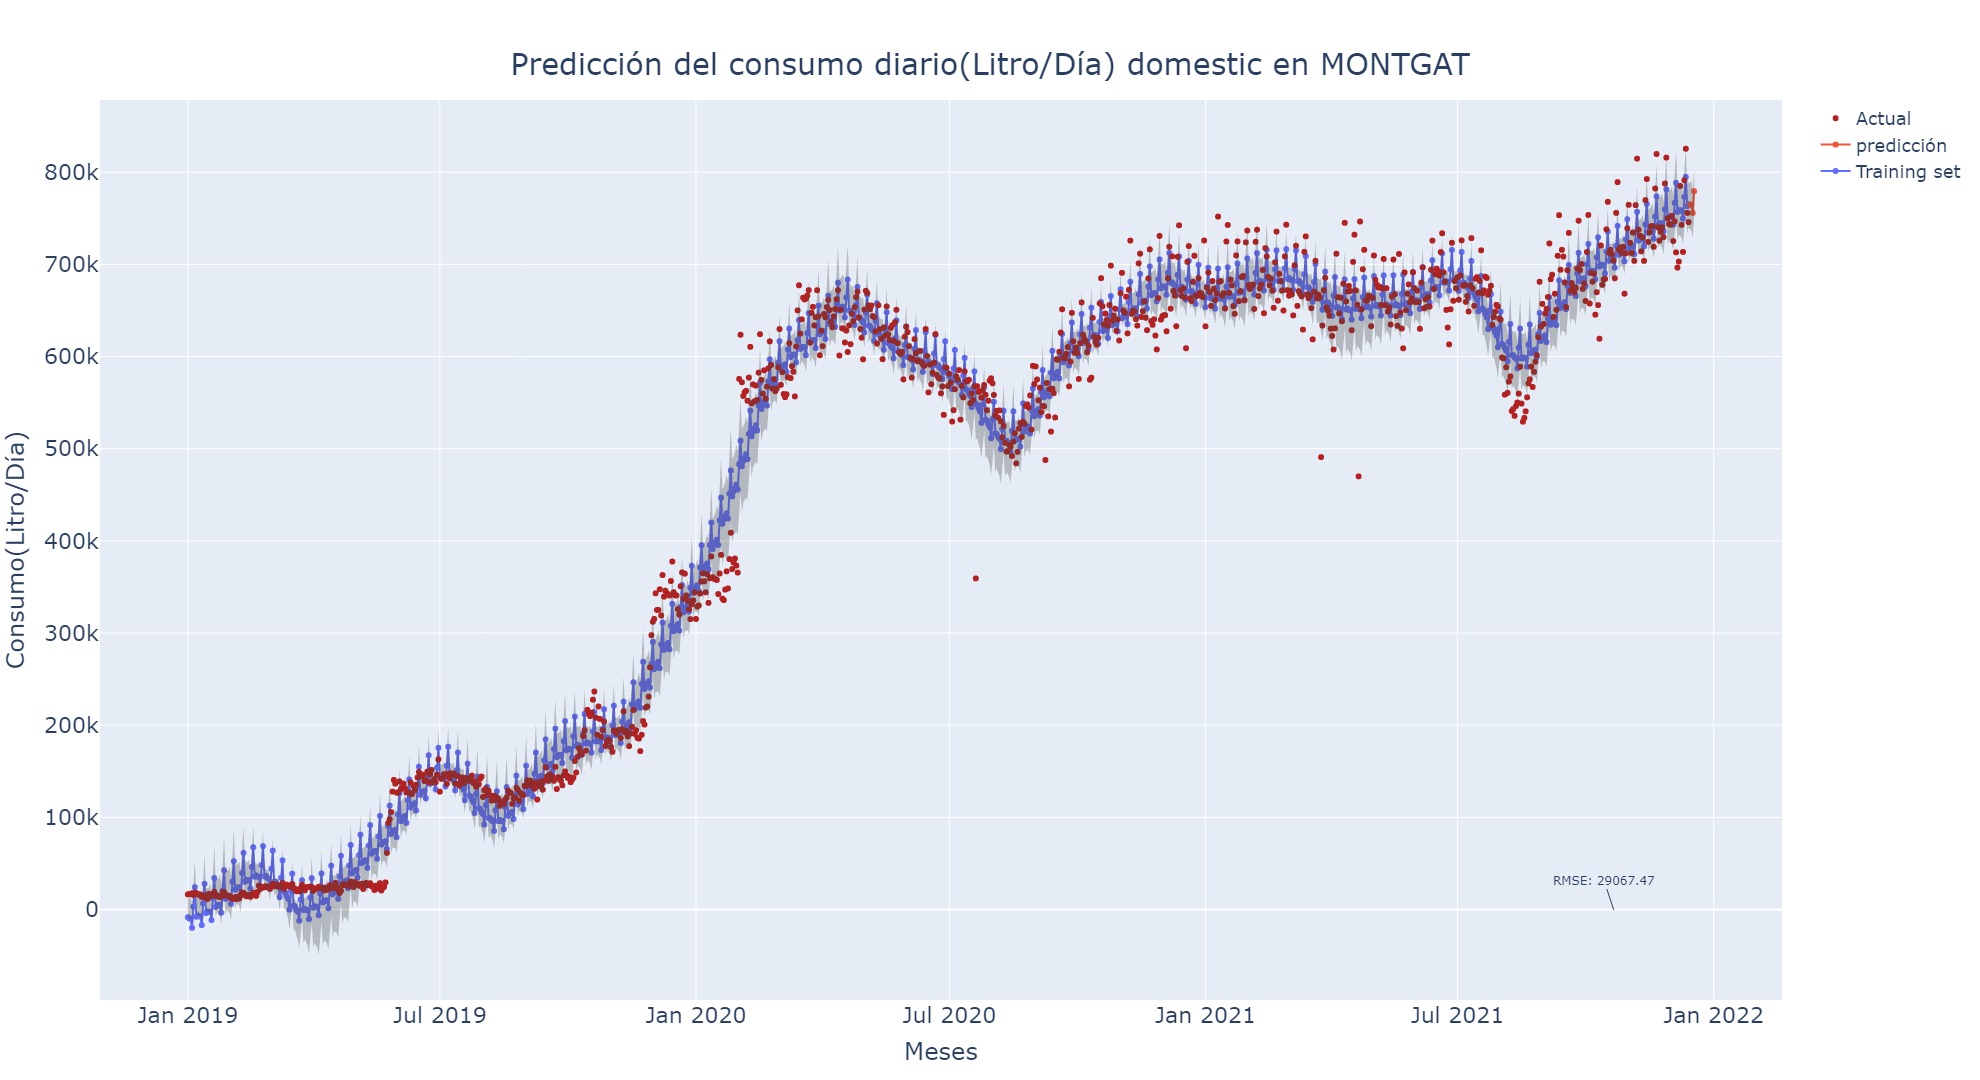 Predicción del consumo diario(Litro/Día) domestic en MONTGAT
Actual
predicción
Training set
800k
700k
600k
500k
400k
300k
200k
100k
0
Consumo(Litro/Día)
RMSE: 29067.47
Jan 2019
Jul 2019
Jan 2020
Jul 2020
Jan 2021
Jul 2021
Jan 2022
Meses